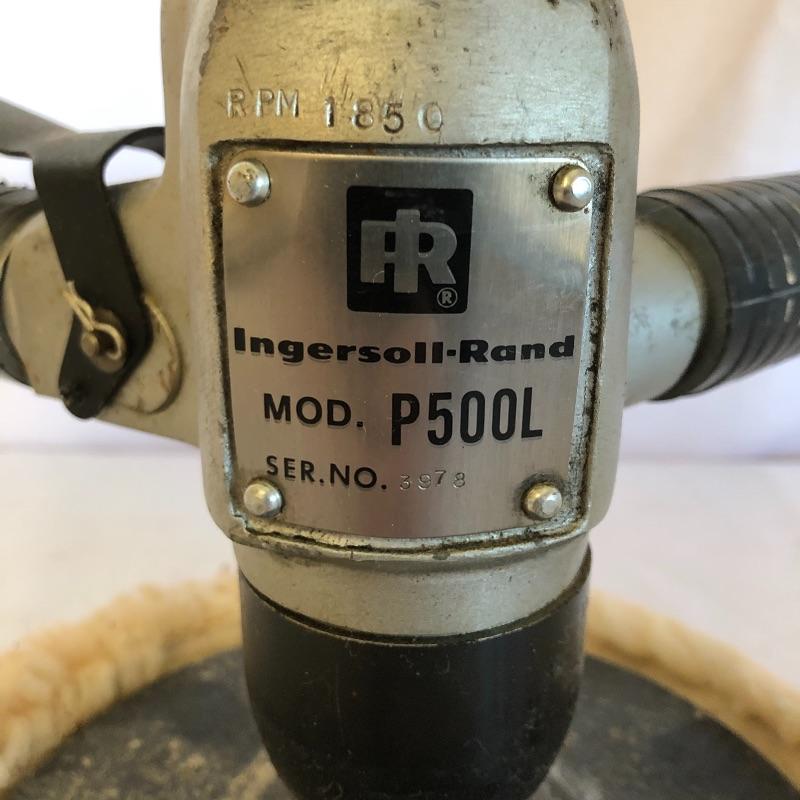 RPM 1850
IR
®
Ingersoll-Rand
MOD. P500L
SER.NO. 3978